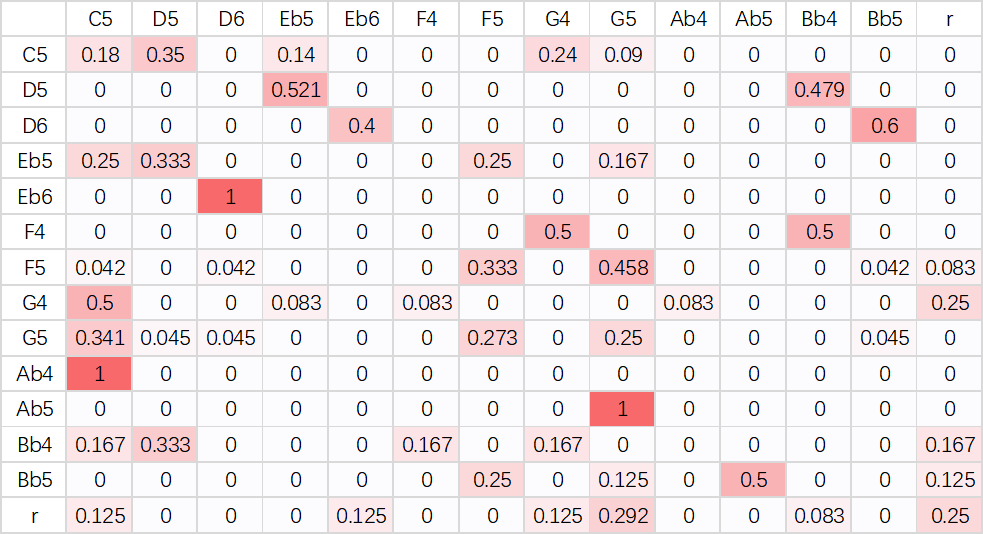 C5 D5 D6 Eb5 Eb6 F4 F5 G4 G5 Ab4 Ab5 Bb4 Bb5 r
C5 0.18 0.35 0 0.14 0 0 0 0.24 0.09 0 0 0 0 0
D5 0 0 0 0.521 0 0 0 0 0 0 0 0.479 0 0
D6 0 0 0 0 0.4 0 0 0 0 0 0 0 0.6 0
Eb5 0.25 0.333 0 0 0 0 0.25 0 0.167 0 0 0 0 0
Eb6 0 0 1 0 0 0 0 0 0 0 0 0 0 0
F4 0 0 0 0 0 0 0 0.5 0 0 0 0.5 0 0
F5 0.042 0 0.042 0 0 0 0.333 0 0.458 0 0 0 0.042 0.083
G4 0.5 0 0 0.083 0 0.083 0 0 0 0.083 0 0 0 0.25
G5 0.341 0.045 0.045 0 0 0 0.273 0 0.25 0 0 0 0.045 0
Ab4 1 0 0 0 0 0 0 0 0 0 0 0 0 0
Ab5 0 0 0 0 0 0 0 0 1 0 0 0 0 0
Bb4 0.167 0.333 0 0 0 0.167 0 0.167 0 0 0 0 0 0.167
Bb5 0 0 0 0 0 0 0.25 0 0.125 0 0.5 0 0 0.125
r 0.125 0 0 0 0.125 0 0 0.125 0.292 0 0 0.083 0 0.25